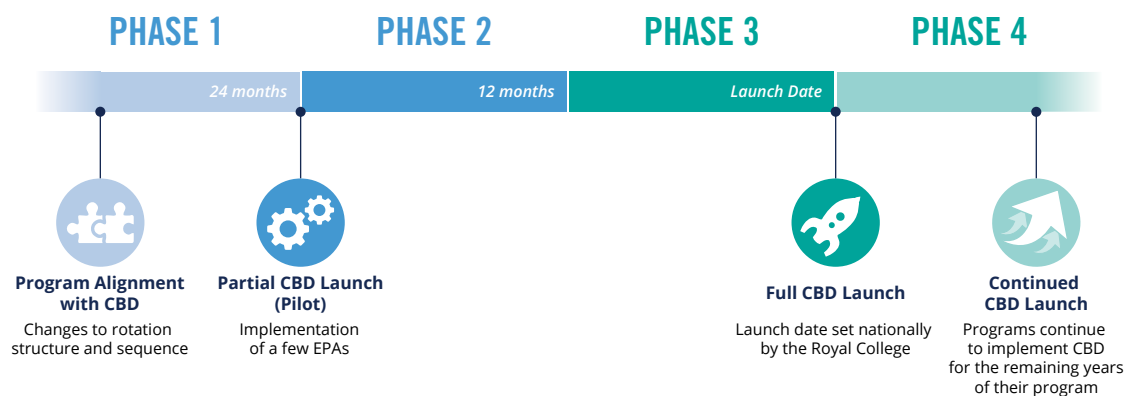 PHASE 1
PHASE 2
PHASE 3
PHASE 4
24 months
12 months
Launch Date
Program Alignment
with CBD
Changes to rotation
structure and sequence
Partial CBD Launch
(Pilot)
Implementation
of a few EPAs
Full CBD Launch
Launch date set nationally
by the Royal College
Continued
CBD Launch
Programs continue
to implement CBD
for the remaining years
of their program